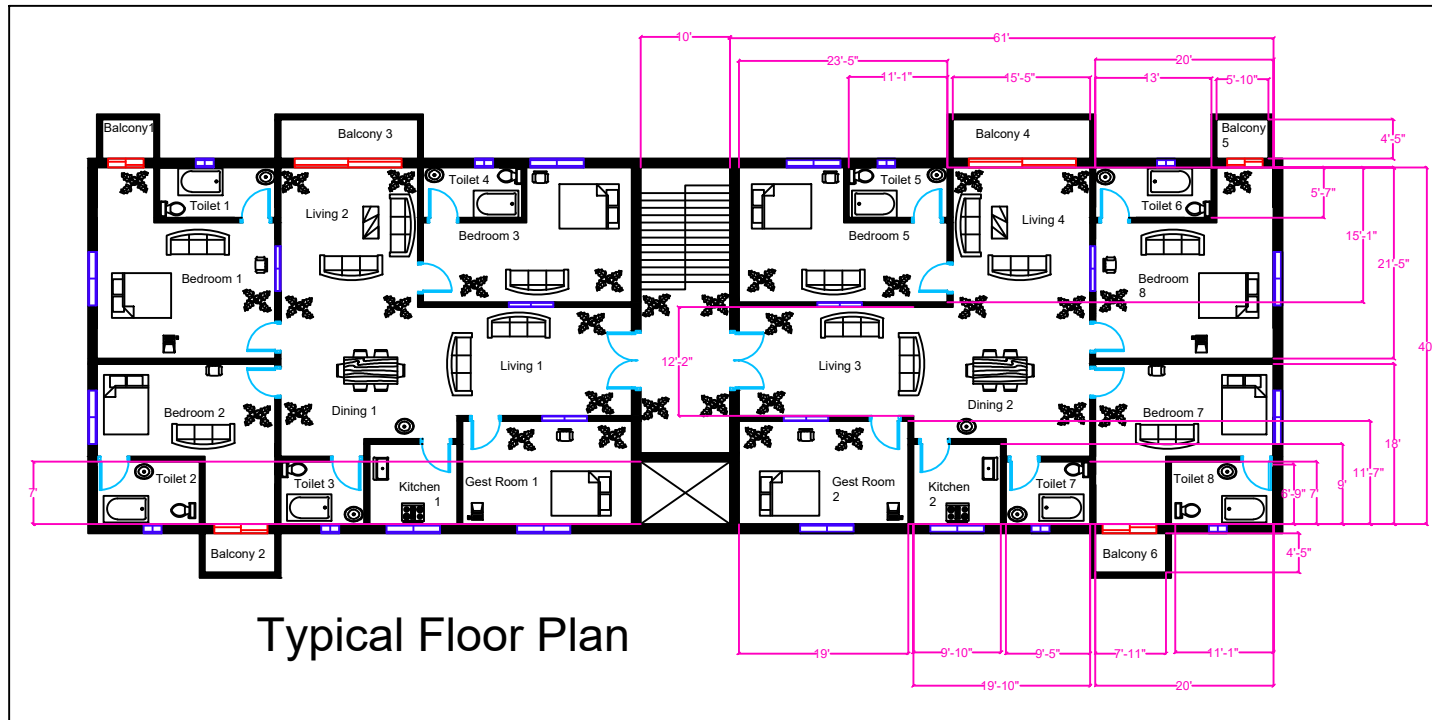 10'
61'
23'-5"
20'
11'-1"
15'-5"
13'
5'-10"
Balcony1
Balcony 3
Balcony 4
Balcony
5
4'-5"
Toilet 1
Toilet 4
Toilet 5
Toilet 6
5'-7"
Living 2
Living 4
Bedroom 3
Bedroom 5
15'-1"
Bedroom 1
Bedroom
8
21'-5"
40'
12'-2"
Living 1
Living 3
Bedroom 2
Dining 1
Dining 2
Bedroom 7
18'
11'-7"
9'
7'
Toilet 2
Toilet 3
Kitchen
1
Gest Room 1
Gest Room
2
Kitchen
2
Toilet 7
Toilet 8
6'-9"
7'
Balcony 2
Balcony 6
4'-5"
Typical Floor Plan
19'
9'-10"
9'-5"
7'-11"
11'-1"
19'-10"
20'